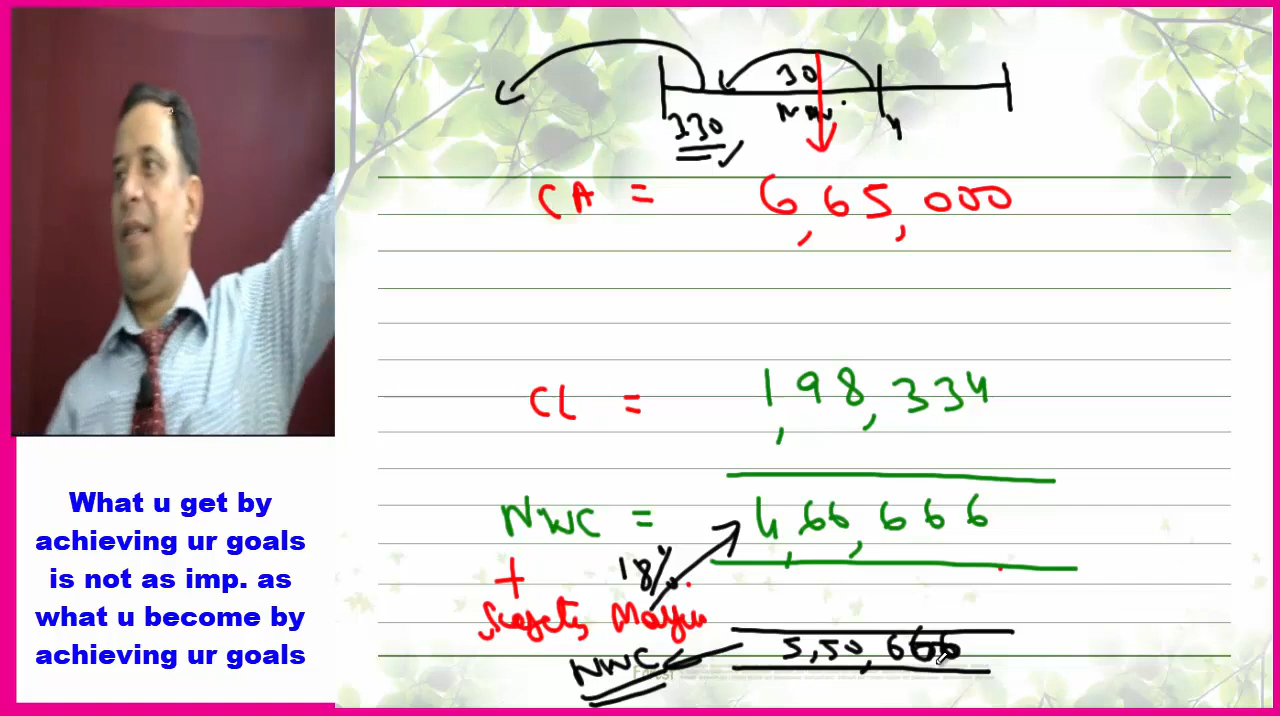 30
330
CA = 6,65,000
CL = 1,98,334
NWC = 4,66,666
+ 18%
Safety Margin
5,50,666
NWC
What u get by
achieving ur goals
is not as imp. as
what u become by
achieving ur goals